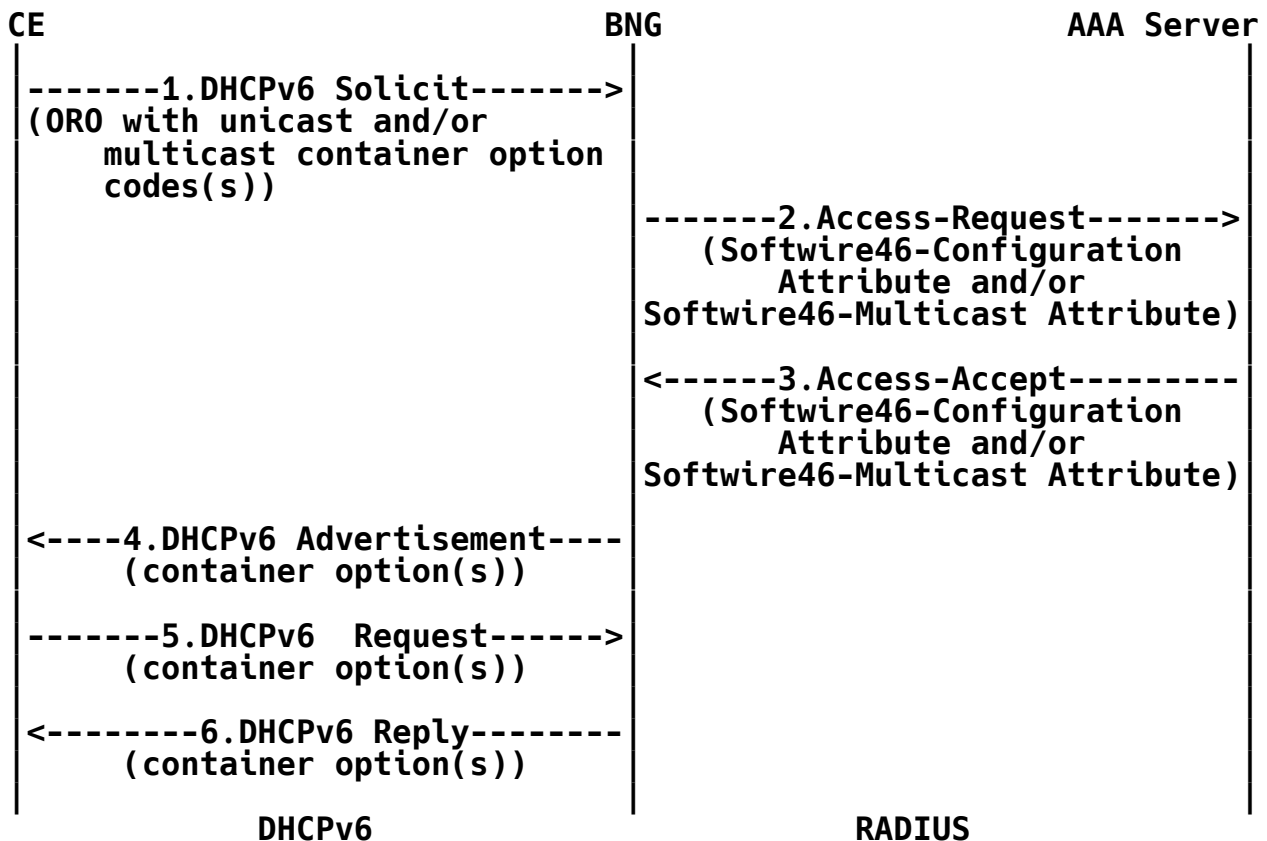 CE BNG AAA Server
-------1.DHCPv6 Solicit------->
(ORO with unicast and/or
multicast container option
codes(s))
-------2.Access-Request------->
(Softwire46-Configuration
Attribute and/or
Softwire46-Multicast Attribute)
<------3.Access-Accept---------
(Softwire46-Configuration
Attribute and/or
Softwire46-Multicast Attribute)
<----4.DHCPv6 Advertisement----
(container option(s))
-------5.DHCPv6  Request------>
(container option(s))
<--------6.DHCPv6 Reply--------
(container option(s))
DHCPv6 RADIUS